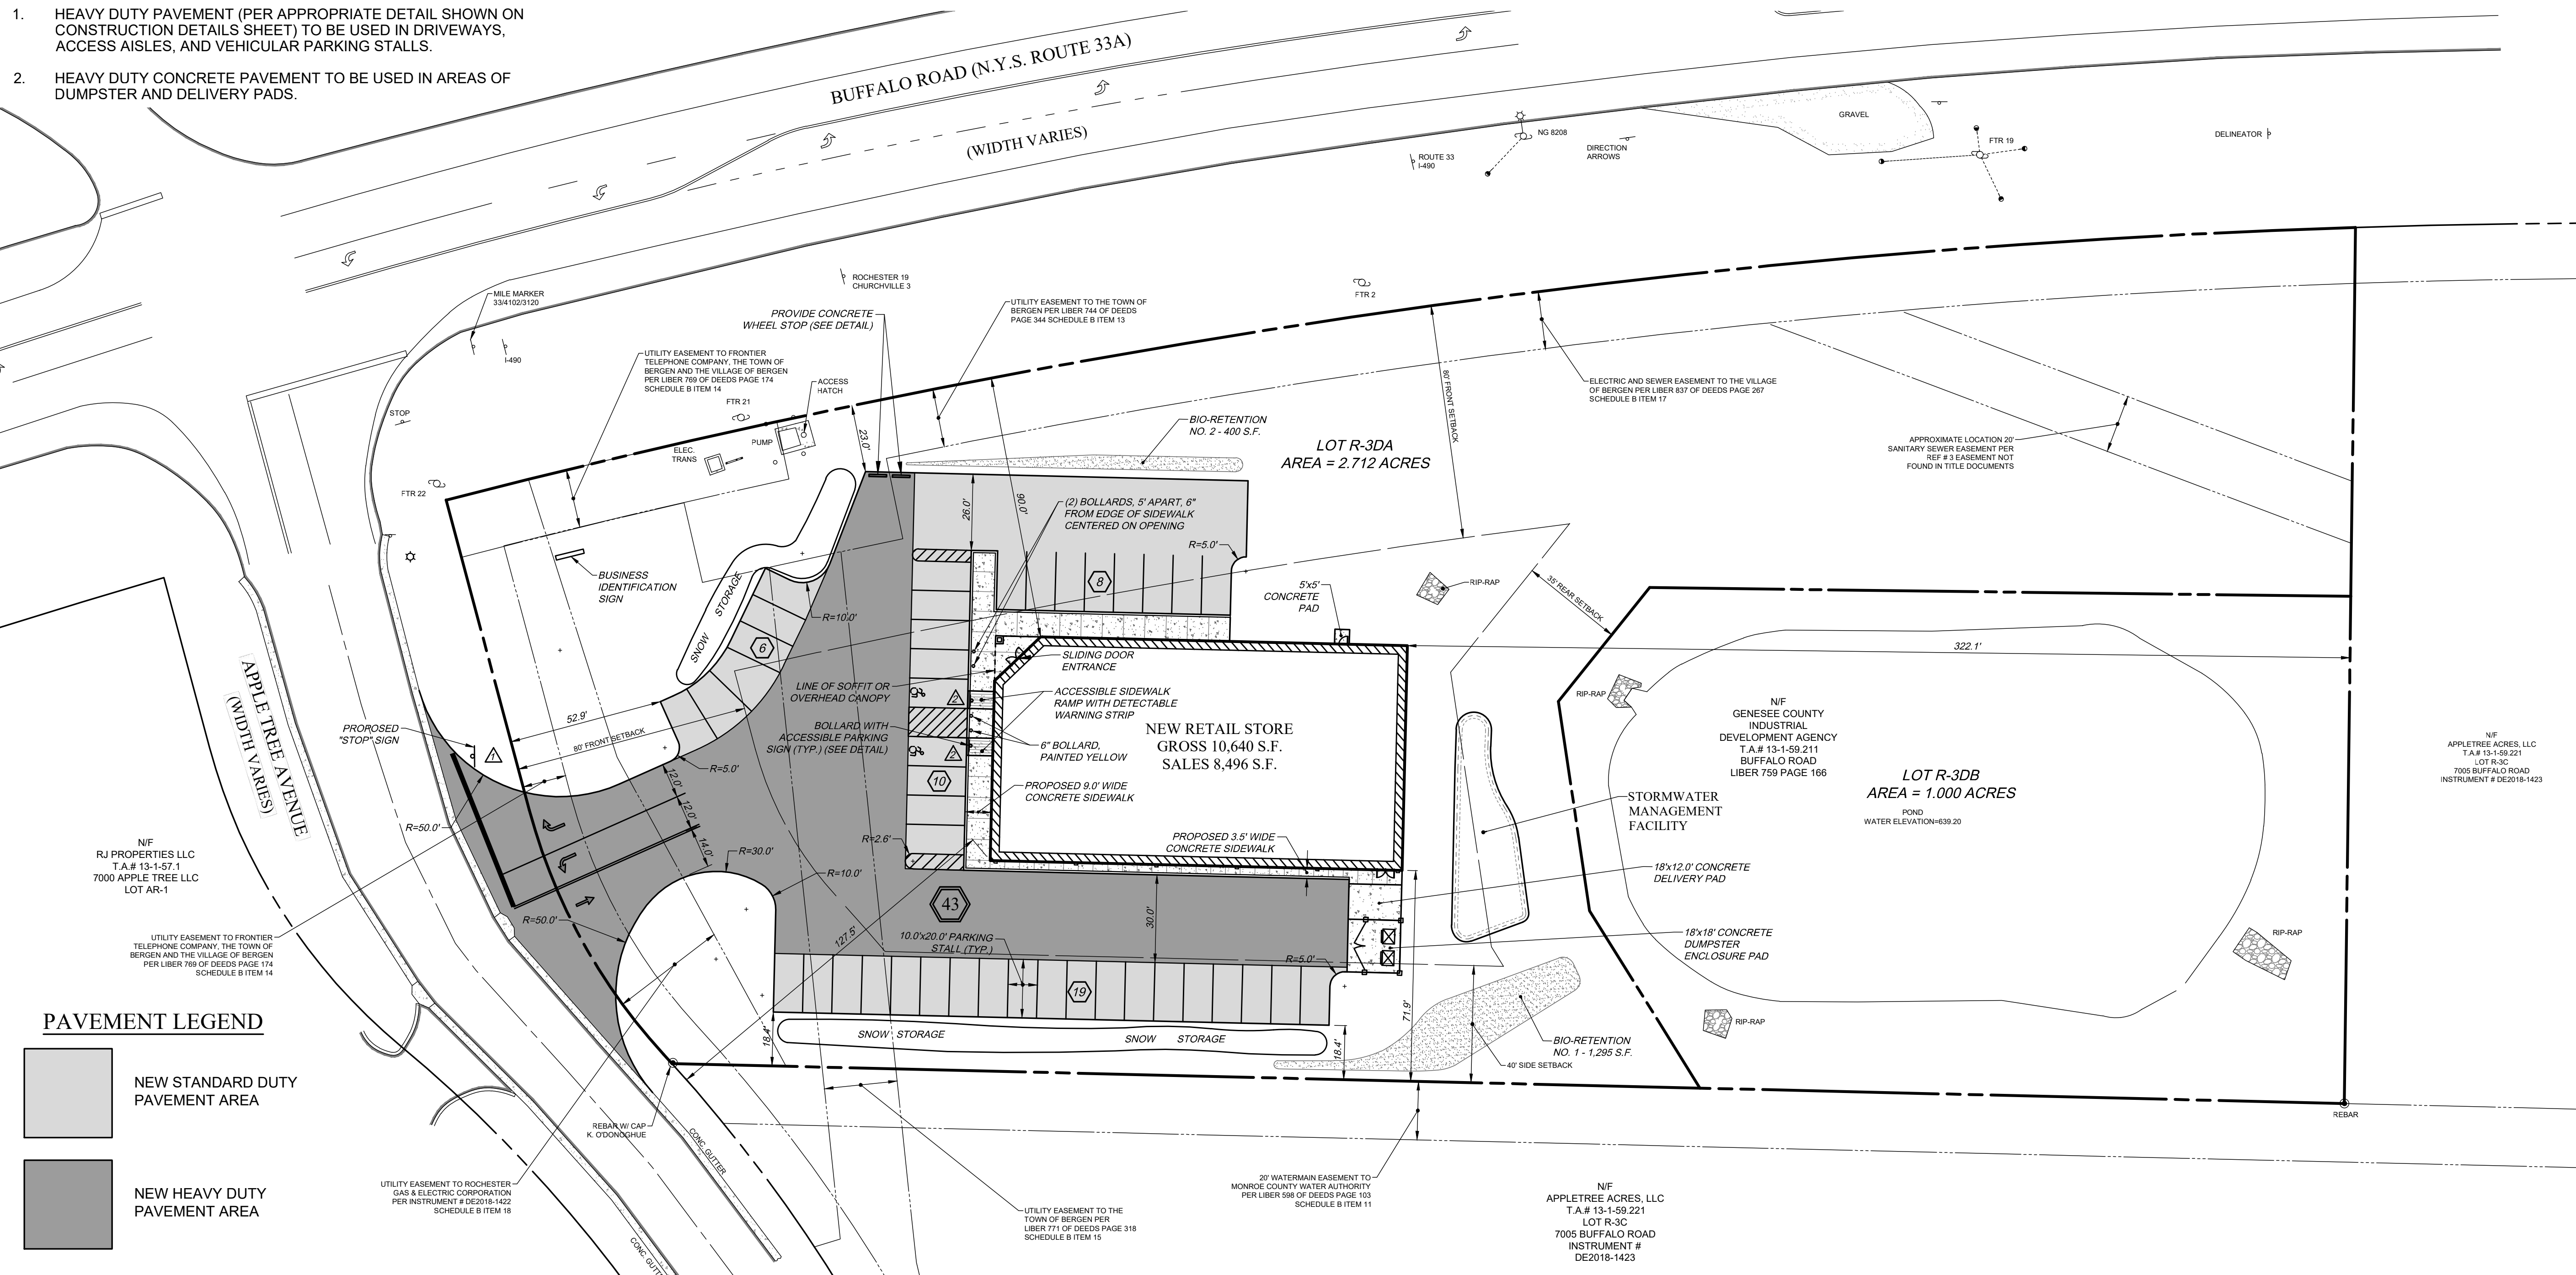 1. HEAVY DUTY PAVEMENT (PER APPROPRIATE DETAIL SHOWN ON
CONSTRUCTION DETAILS SHEET) TO BE USED IN DRIVEWAYS,
ACCESS AISLES, AND VEHICULAR PARKING STALLS.
2. HEAVY DUTY CONCRETE PAVEMENT TO BE USED IN AREAS OF
DUMPSTER AND DELIVERY PADS.
BUFFALO ROAD (N.Y.S. ROUTE 33A)
(WIDTH VARIES)
GRAVEL
NG 8208
DIRECTION
ARROWS
ROUTE 33
I-490
FTR 19
DELINEATOR
MILE MARKER
33/4102/3120
I-490
ROCHESTER 19
CHURCHVILLE 3
FTR 2
PROVIDE CONCRETE
WHEEL STOP (SEE DETAIL)
UTILITY EASEMENT TO THE TOWN OF
BERGEN PER LIBER 744 OF DEEDS
PAGE 344 SCHEDULE B ITEM 13
UTILITY EASEMENT TO FRONTIER
TELEPHONE COMPANY, THE TOWN OF
BERGEN AND THE VILLAGE OF BERGEN
PER LIBER 769 OF DEEDS PAGE 174
SCHEDULE B ITEM 14
ACCESS
HATCH
FTR 21
PUMP
ELEC.
TRANS
STOP
FTR 22
23.0'
BIO-RETENTION
NO. 2 - 400 S.F.
LOT R-3DA
AREA = 2.712 ACRES
80' FRONT SETBACK
ELECTRIC AND SEWER EASEMENT TO THE VILLAGE
OF BERGEN PER LIBER 837 OF DEEDS PAGE 267
SCHEDULE B ITEM 17
APPROXIMATE LOCATION 20'
SANITARY SEWER EASEMENT PER
REF # 3 EASEMENT NOT
FOUND IN TITLE DOCUMENTS
26.0'
90.0'
(2) BOLLARDS, 5' APART, 6"
FROM EDGE OF SIDEWALK
CENTERED ON OPENING
R=5.0'
8
BUSINESS
IDENTIFICATION
SIGN
SNOW STORAGE
R=10.0'
6
5'x5'
CONCRETE
PAD
RIP-RAP
35' REAR SETBACK
322.1'
SLIDING DOOR
ENTRANCE
LINE OF SOFFIT OR
OVERHEAD CANOPY
2
ACCESSIBLE SIDEWALK
RAMP WITH DETECTABLE
WARNING STRIP
BOLLARD WITH
ACCESSIBLE PARKING
SIGN (TYP.) (SEE DETAIL)
2
6" BOLLARD,
PAINTED YELLOW
10
NEW RETAIL STORE
GROSS 10,640 S.F.
SALES 8,496 S.F.
PROPOSED 9.0' WIDE
CONCRETE SIDEWALK
PROPOSED 3.5' WIDE
CONCRETE SIDEWALK
RIP-RAP
N/F
GENESEE COUNTY
INDUSTRIAL
DEVELOPMENT AGENCY
T.A.# 13-1-59.211
BUFFALO ROAD
LIBER 759 PAGE 166
LOT R-3DB
AREA = 1.000 ACRES
POND
WATER ELEVATION=639.20
N/F
APPLETREE ACRES, LLC
T.A.# 13-1-59.221
LOT R-3C
7005 BUFFALO ROAD
INSTRUMENT # DE2018-1423
STORMWATER
MANAGEMENT
FACILITY
18'x12.0' CONCRETE
DELIVERY PAD
18'x18' CONCRETE
DUMPSTER
ENCLOSURE PAD
RIP-RAP
RIP-RAP
APPLE TREE AVENUE
(WIDTH VARIES)
PROPOSED
"STOP" SIGN
1
52.9'
80' FRONT SETBACK
R=5.0'
12.0'
12.0'
14.0'
R=50.0'
R=30.0'
R=2.6'
R=10.0'
R=50.0'
43
127.5'
10.0'x20.0' PARKING
STALL (TYP.)
30.0'
R=5.0'
19
71.9'
18.4'
SNOW STORAGE
SNOW STORAGE
18.4'
BIO-RETENTION
NO. 1 - 1,295 S.F.
40' SIDE SETBACK
REBAR
N/F
RJ PROPERTIES LLC
T.A.# 13-1-57.1
7000 APPLE TREE LLC
LOT AR-1
UTILITY EASEMENT TO FRONTIER
TELEPHONE COMPANY, THE TOWN OF
BERGEN AND THE VILLAGE OF BERGEN
PER LIBER 769 OF DEEDS PAGE 174
SCHEDULE B ITEM 14
PAVEMENT LEGEND
NEW STANDARD DUTY
PAVEMENT AREA
NEW HEAVY DUTY
PAVEMENT AREA
REBAR W/ CAP
K. O'DONOGHUE
CONC. GUTTER
UTILITY EASEMENT TO ROCHESTER
GAS & ELECTRIC CORPORATION
PER INSTRUMENT # DE2018-1422
SCHEDULE B ITEM 18
UTILITY EASEMENT TO THE
TOWN OF BERGEN PER
LIBER 771 OF DEEDS PAGE 318
SCHEDULE B ITEM 15
20' WATERMAIN EASEMENT TO
MONROE COUNTY WATER AUTHORITY
PER LIBER 598 OF DEEDS PAGE 103
SCHEDULE B ITEM 11
N/F
APPLETREE ACRES, LLC
T.A.# 13-1-59.221
LOT R-3C
7005 BUFFALO ROAD
INSTRUMENT #
DE2018-1423
CONC. GUTT